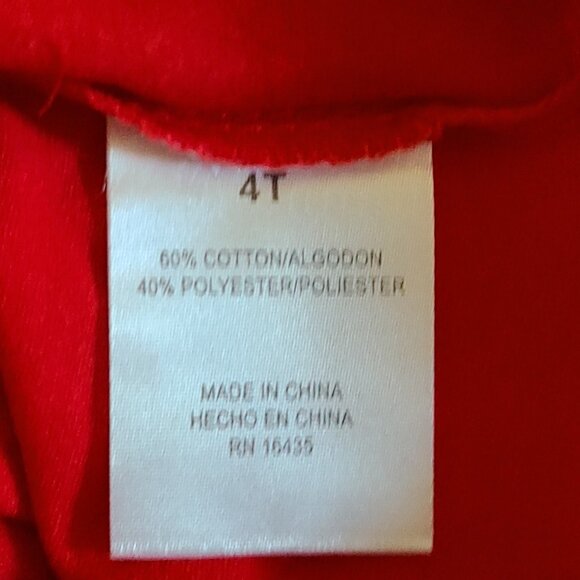 4T
60% COTTON/ALGODON
40% POLYESTER/POLIESTER
MADE IN CHINA
HECHO EN CHINA
RN 15435